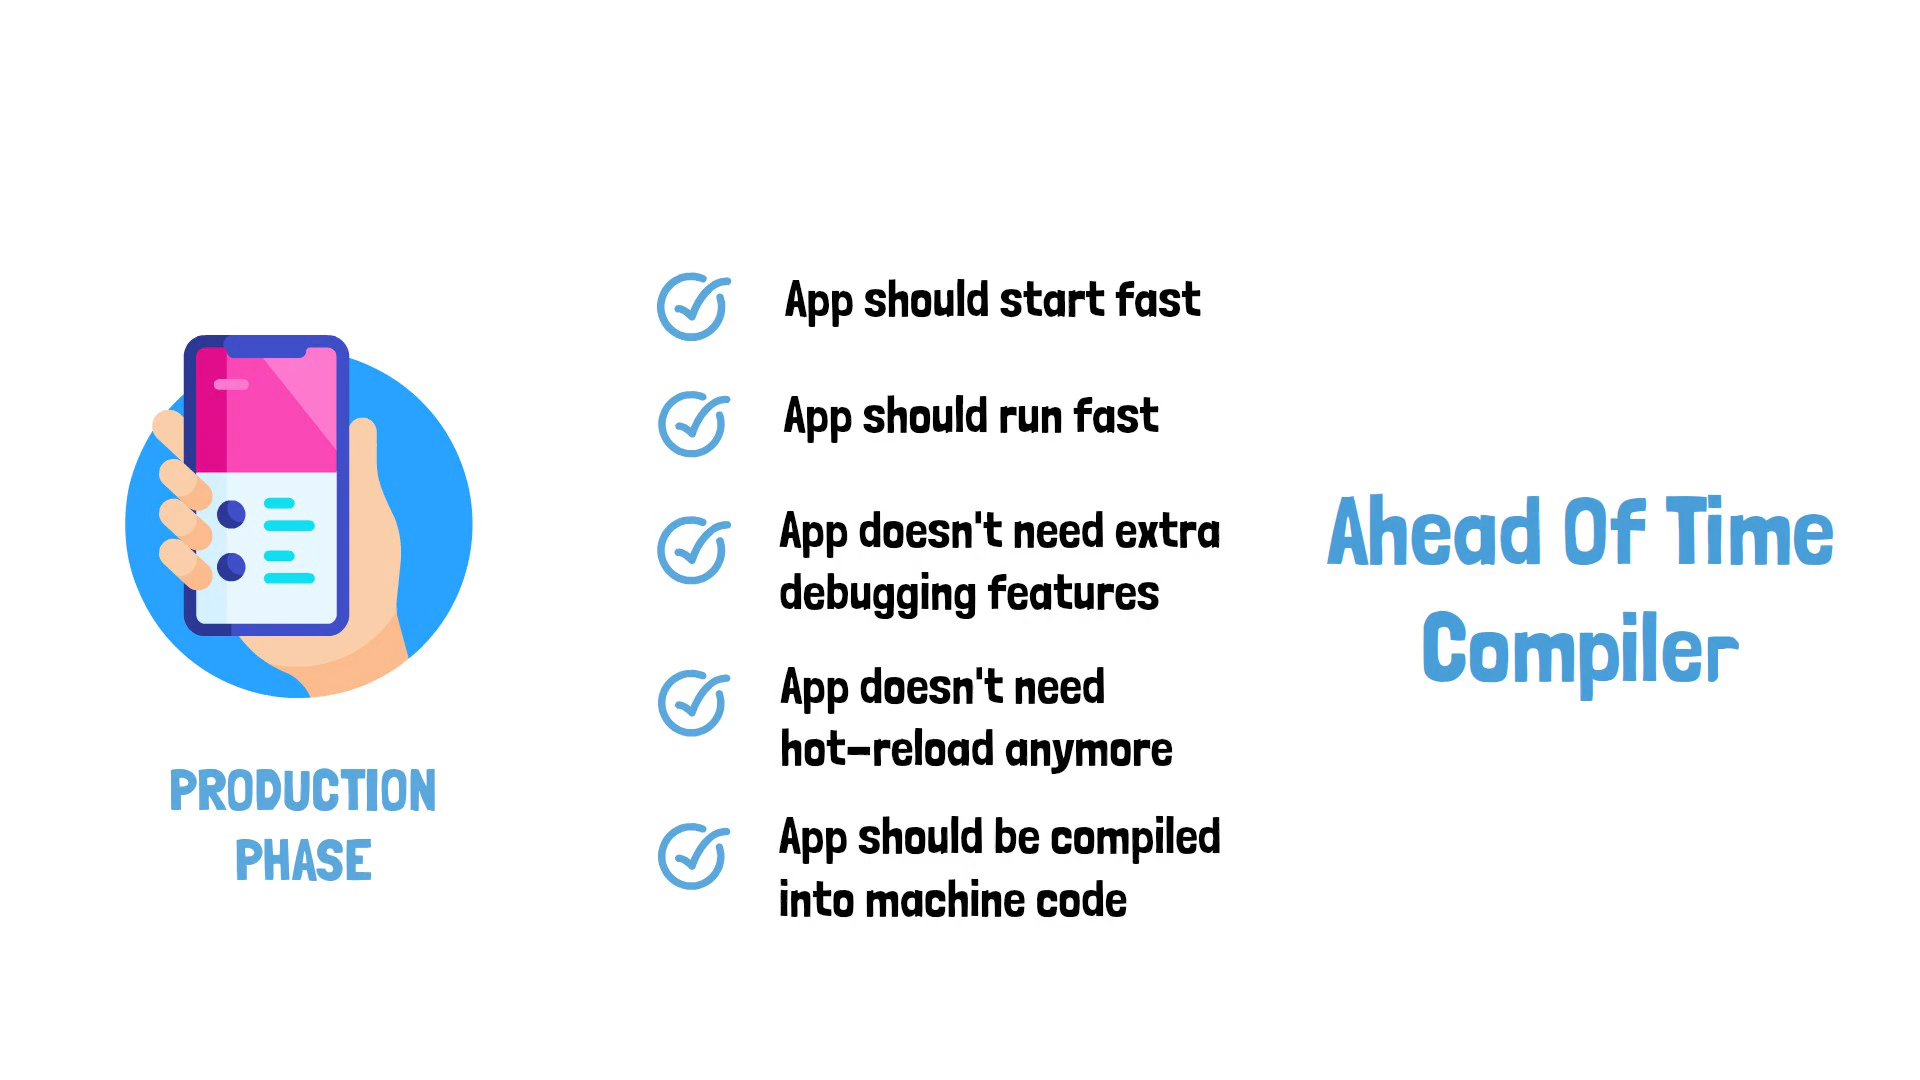 App should start fast
App should run fast
App doesn't need extra
debugging features
App doesn't need
hot-reload anymore
App should be compiled
into machine code
PRODUCTION
PHASE
Ahead Of Time
Compiler